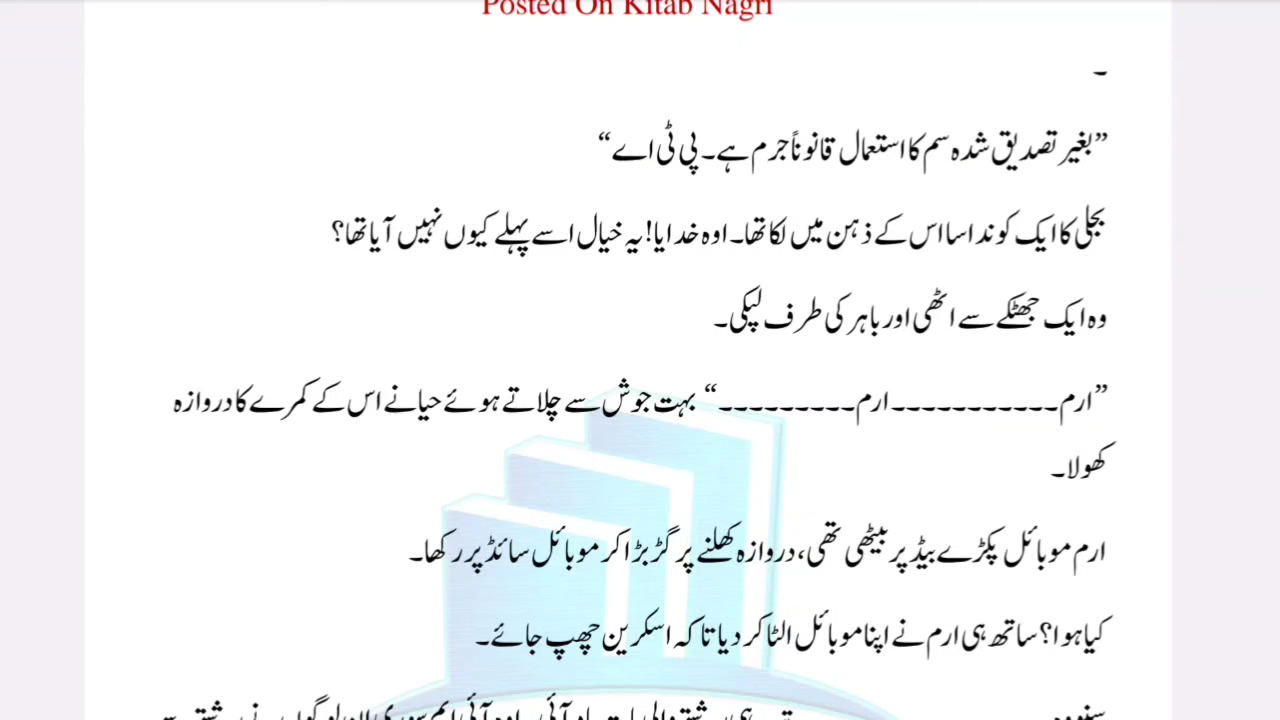 Posted On Kitab Nagri
۔
”بغیر تصدیق شدہ سم کا استعمال قانوناً جرم ہے۔ پی ٹی اے“
بجلی کا ایک کوندا سا اس کے ذہن میں لکا تھا۔ اوہ خدایا! یہ خیال اسے پہلے کیوں نہیں آیا تھا؟
وہ ایک جھٹکے سے اٹھی اور باہر کی طرف لپکی۔
”ارم۔۔۔۔۔۔۔۔۔۔۔ارم۔۔۔۔۔۔۔۔۔“ بہت جوش سے چلاتے ہوئے حیا نے اس کے کمرے کا دروازہ
کھولا۔
ارم موبائل پکڑے بیڈ پر بیٹھی تھی، دروازہ کھلنے پر گڑبڑا کر موبائل سائڈ پر رکھا۔
کیا ہوا؟ ساتھ ہی ارم نے اپنا موبائل الٹا کر دیا تا کہ اسکرین چھپ جائے۔